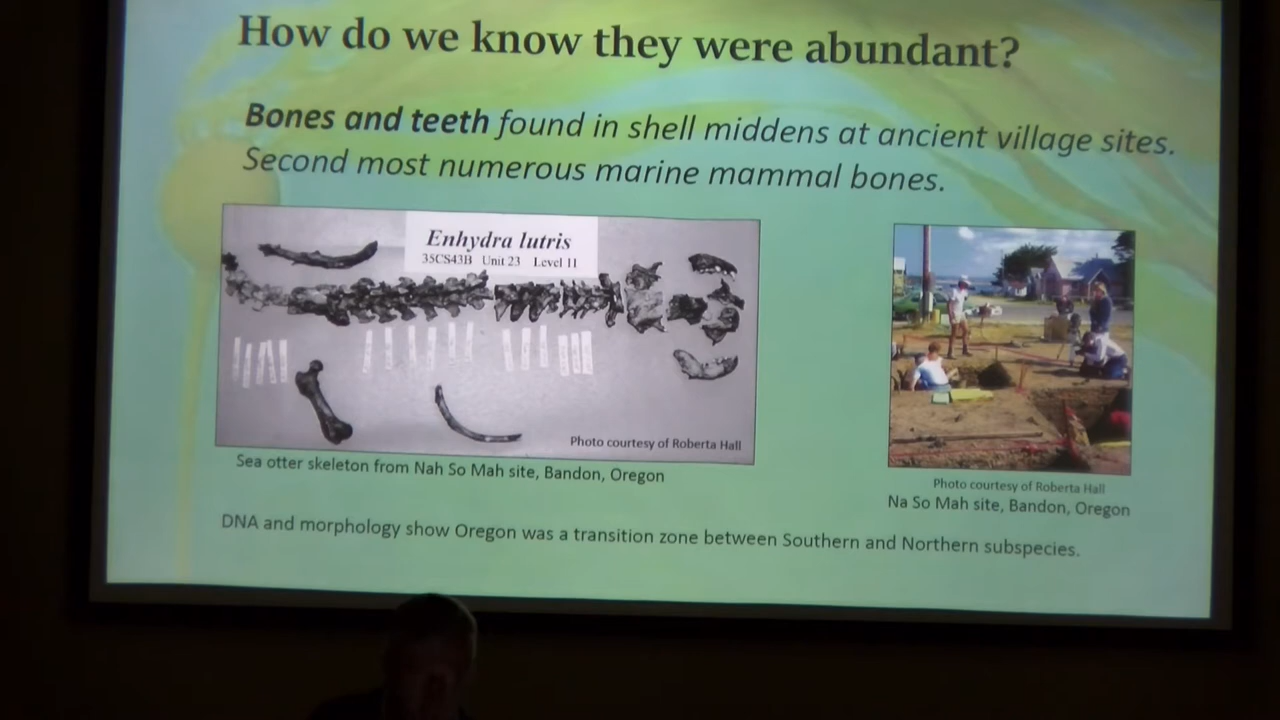 How do we know they were abundant?
Bones and teeth found in shell middens at ancient village sites.
Second most numerous marine mammal bones.
Enhydra lutris
35CS43B Unit 23 Level 11
Photo courtesy of Roberta Hall
Sea otter skeleton from Nah So Mah site, Bandon, Oregon
Photo courtesy of Roberta Hall
Na So Mah site, Bandon, Oregon
DNA and morphology show Oregon was a transition zone between Southern and Northern subspecies.